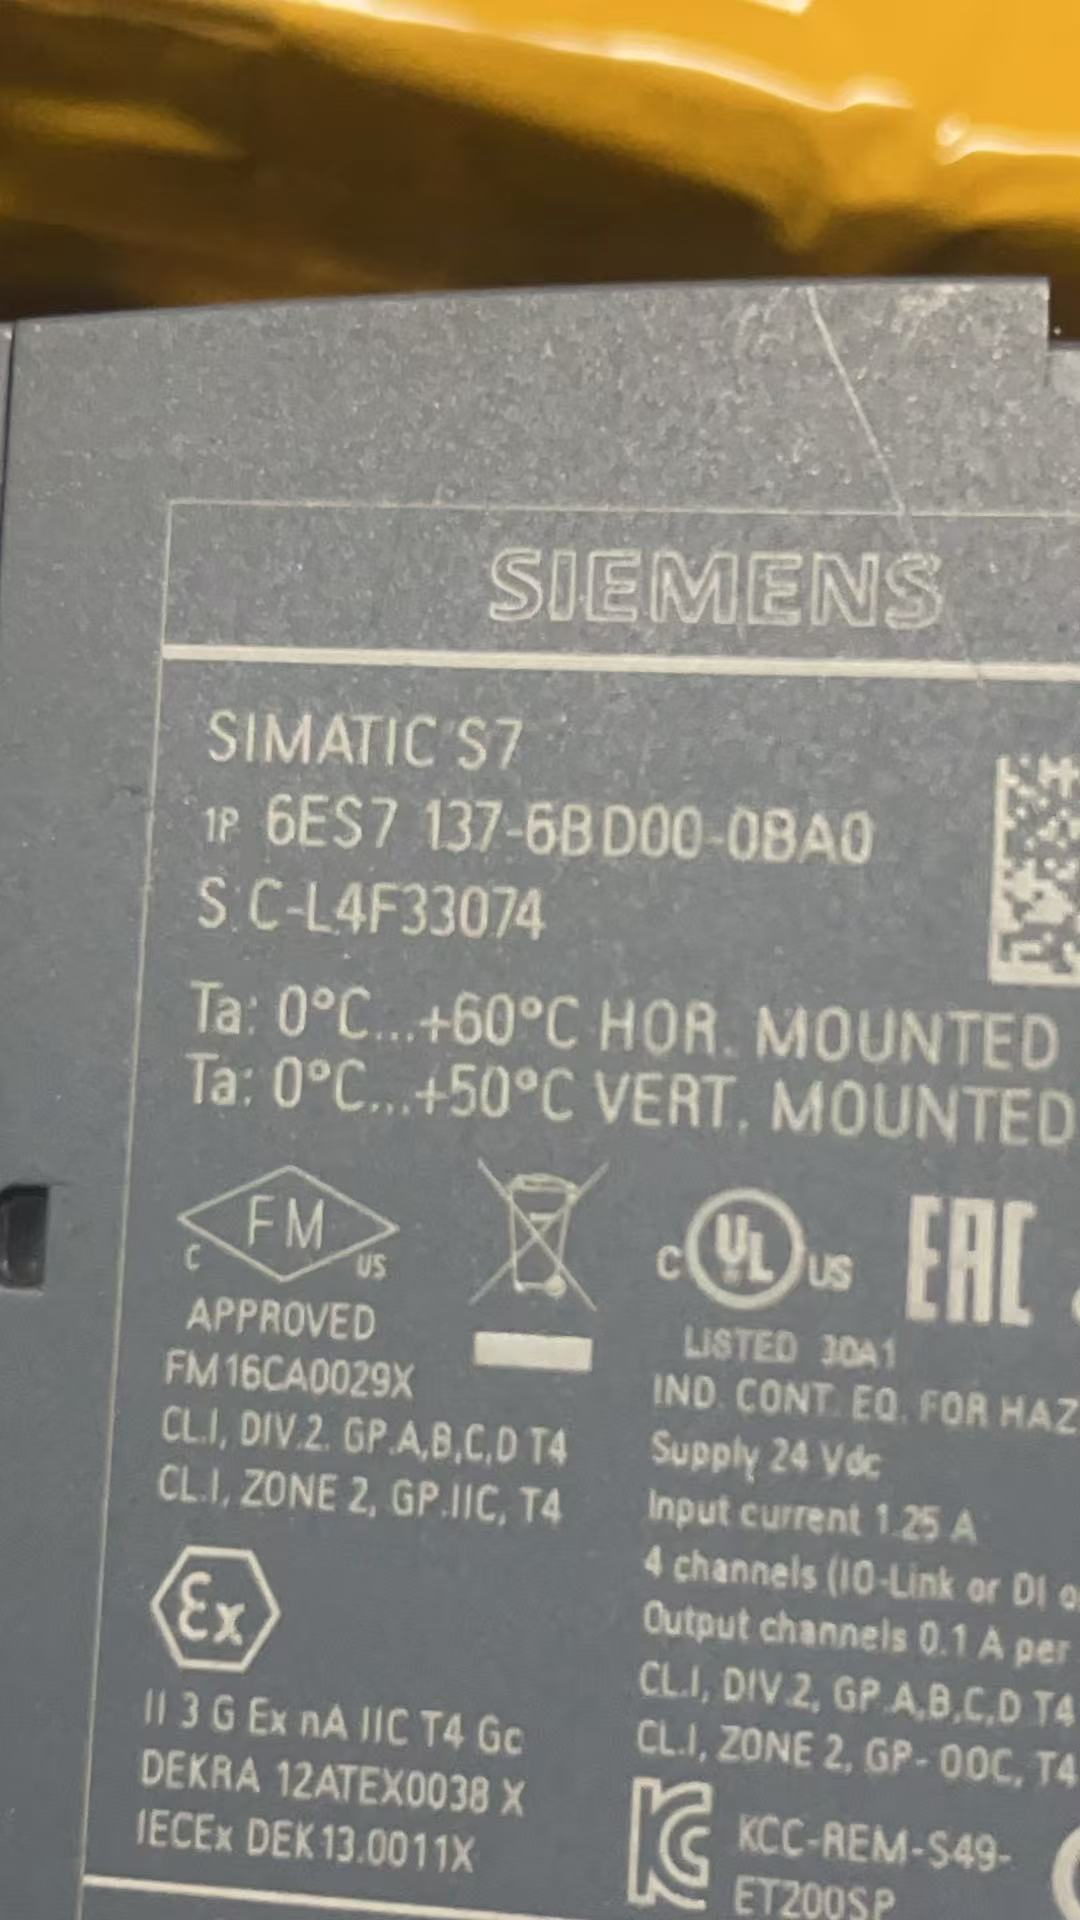 SIEMENS
SIMATIC S7
1P 6ES7 137-6BD00-0BA0
S C-L4F33074
Ta: 0°C...+60°C HOR. MOUNTED
Ta: 0°C...+50°C VERT. MOUNTED
FM
C US
APPROVED
FM16CA0029X
CL.I, DIV.2. GP.A,B,C,D T4
CL.I, ZONE 2, GP.IIC, T4
Ex
II 3 G Ex nA IIC T4 Gc
DEKRA 12ATEX0038 X
IECEx DEK13.0011X
C UL US
EAC
LISTED 30A1
IND. CONT. EQ. FOR HAZ
Supply 24 Vdc
Input current 1.25 A
4 channels (IO-Link or DI
Output channels 0.1 A per
CL.I, DIV.2, GP.A,B,C,D T4
CL.I, ZONE 2, GP- 00C, T4
KCC-REM-S49-
ET200SP